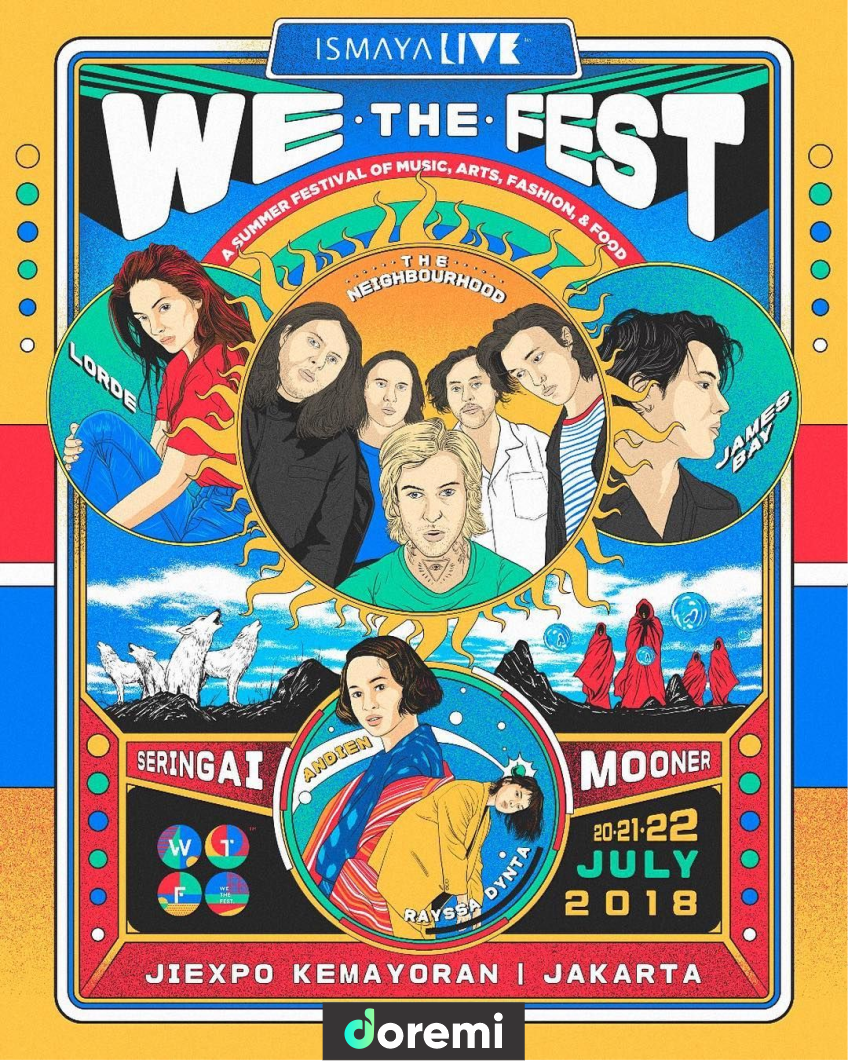 ISMAYA LIVE
WE · THE · FEST
A SUMMER FESTIVAL OF MUSIC, ARTS, FASHION, & FOOD
THE
NEIGHBOURHOOD
LORDE
JAMES
BAY
SERINGAI
ANDIEN
MOONER
RAYSSA DYNTA
W T
F
WE
THE
FEST.
20·21·22
JULY
2018
JIEXPO KEMAYORAN | JAKARTA
doremi